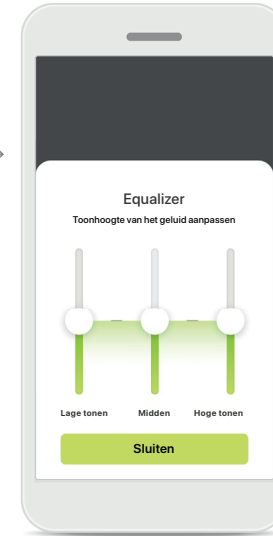 Equalizer
Toonhoogte van het geluid aanpassen
Lage tonen Midden Hoge tonen
Sluiten